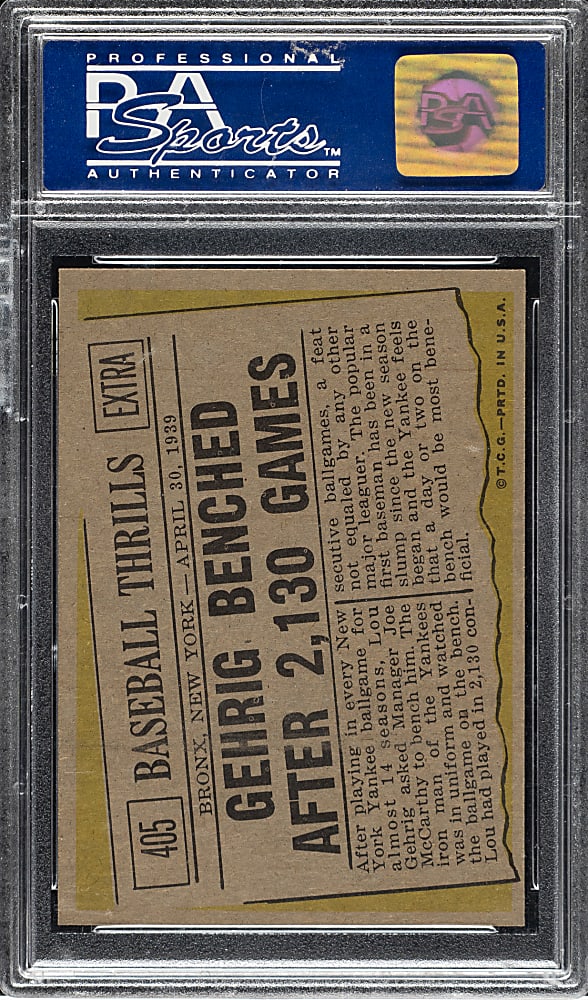 PROFESSIONAL
PSA
Sports™
AUTHENTICATOR
PSA
405 BASEBALL THRILLS EXTRA
BRONX, NEW YORK—APRIL 30, 1939
GEHRIG BENCHED
AFTER 2,130 GAMES
After playing in every New
York Yankee ballgame for
almost 14 seasons, Lou
Gehrig asked Manager Joe
McCarthy to bench him. The
iron man of the Yankees
was in uniform and watched
the ballgame on the bench.
Lou had played in 2,130 con-
secutive ballgames, a feat
not equaled by any other
major leaguer. The popular
first baseman has been in a
slump since the new season
began and the Yankee feels
that a day or two on the
bench would be most bene-
ficial.
©T.C.G.—PRTD. IN U.S.A.